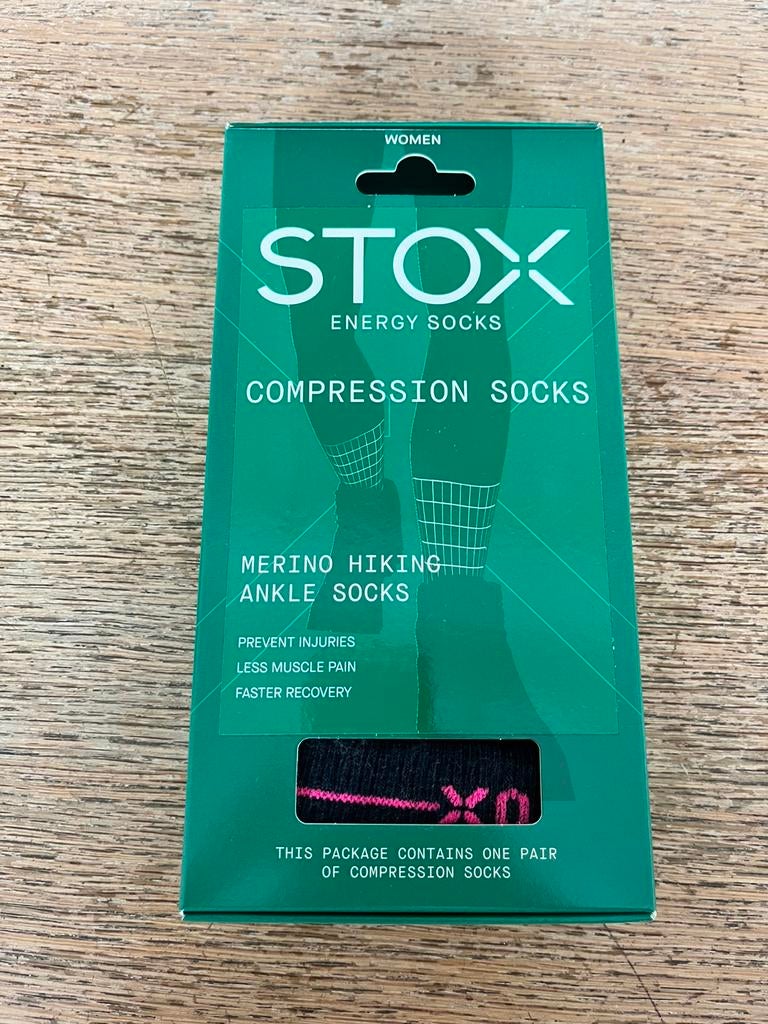 WOMEN
STOX
ENERGY SOCKS
COMPRESSION SOCKS
MERINO HIKING
ANKLE SOCKS
PREVENT INJURIES
LESS MUSCLE PAIN
FASTER RECOVERY
THIS PACKAGE CONTAINS ONE PAIR
OF COMPRESSION SOCKS